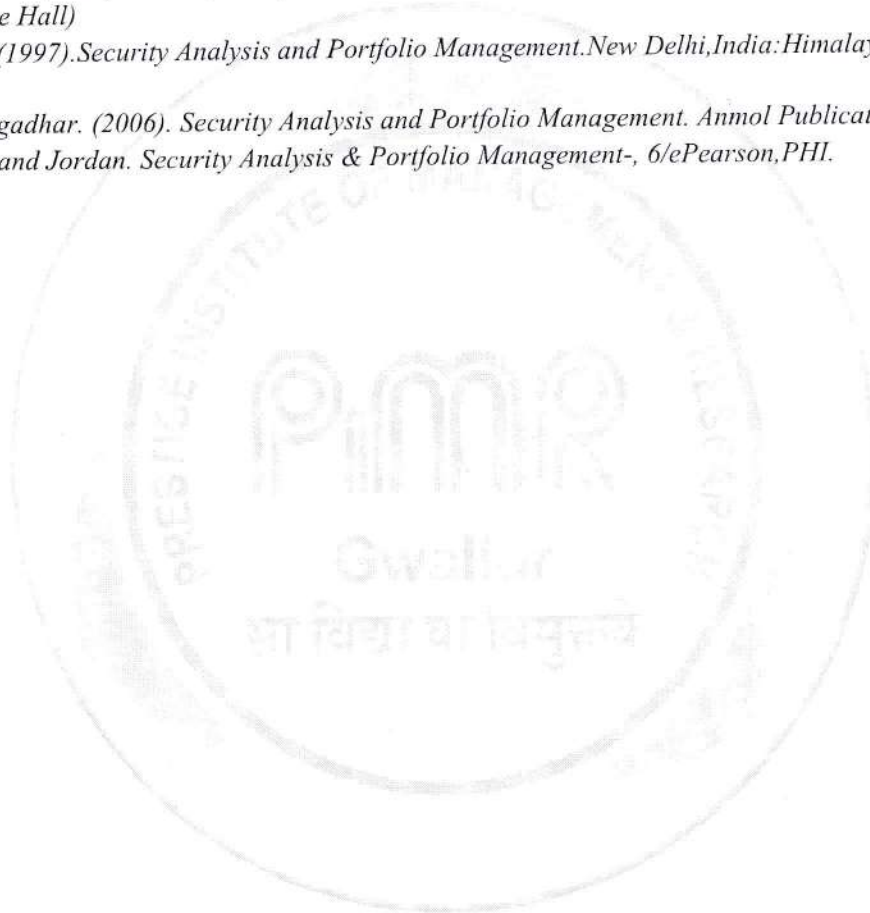 e Hall)
(1997).Security Analysis and Portfolio Management.New Delhi,India:Himalay
gadhar. (2006). Security Analysis and Portfolio Management. Anmol Publicat
and Jordan. Security Analysis & Portfolio Management-, 6/ePearson,PHI.
PRESTIGE INSTITUTE OF MANAGEMENT & RESEARCH
PIMR
Gwalior
सा विद्या या विमुक्तये